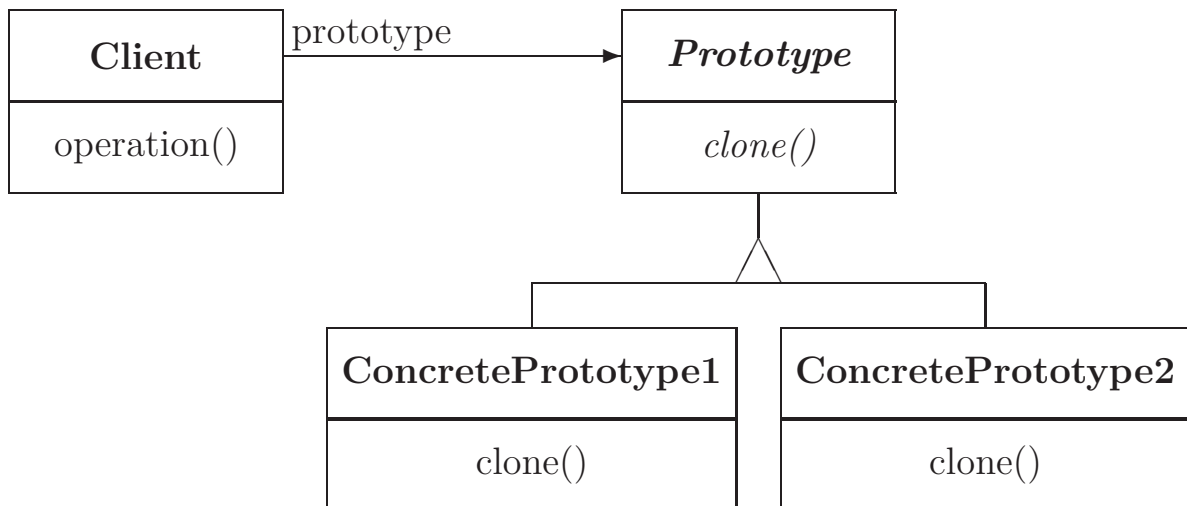 Client
prototype
Prototype
operation()
clone()
ConcretePrototype1
ConcretePrototype2
clone()
clone()